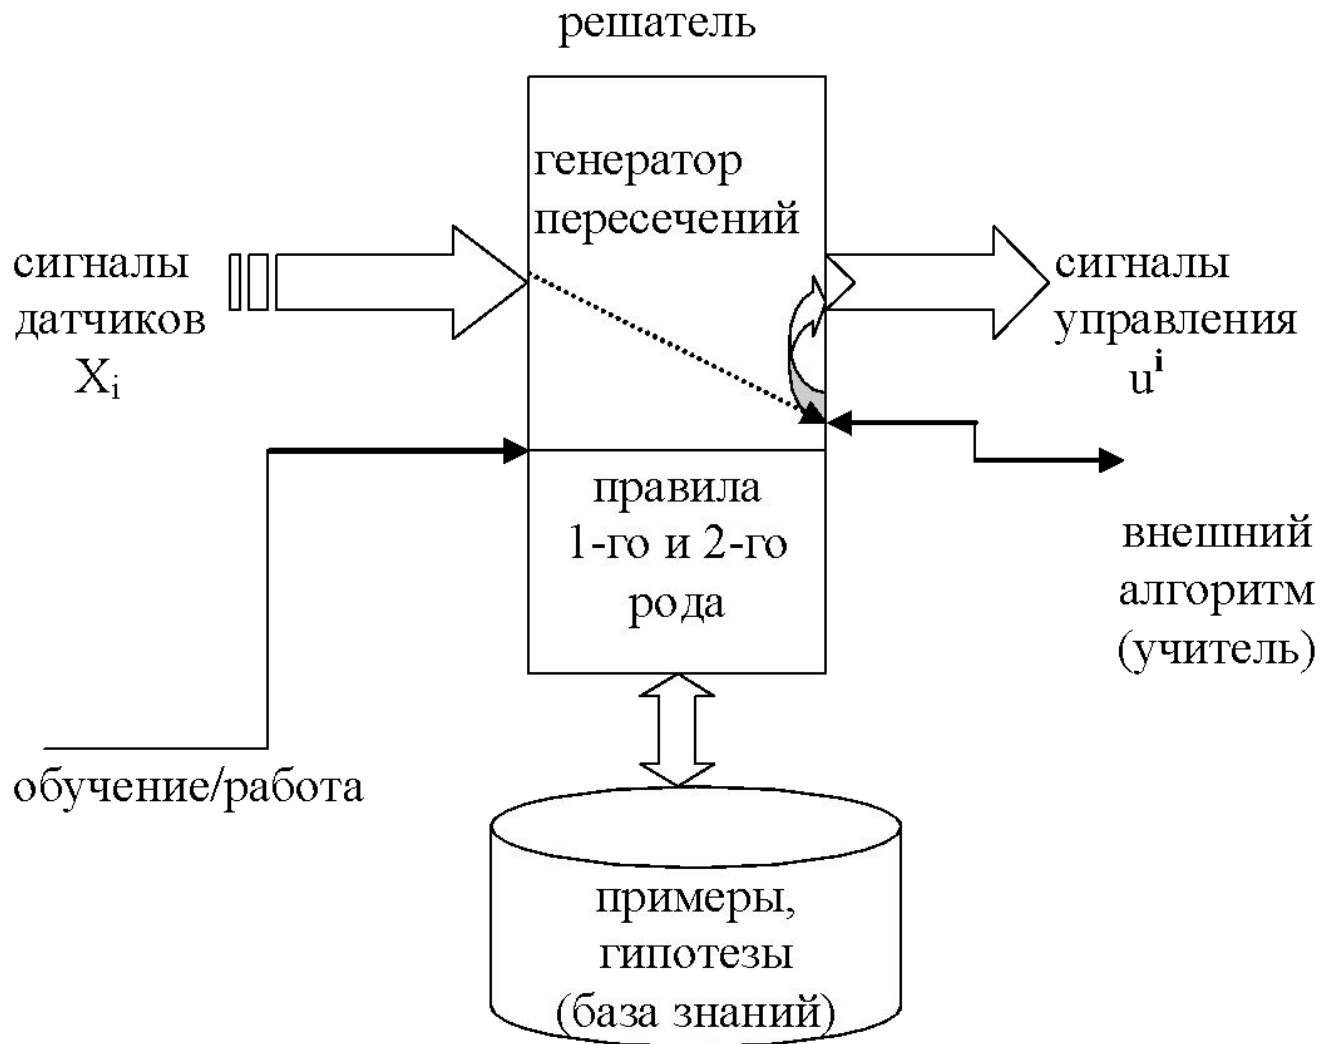 решатель
генератор
пересечений
сигналы
датчиков
Xi
сигналы
управления
uⁱ
правила
1-го и 2-го
рода
внешний
алгоритм
(учитель)
обучение/работа
примеры,
гипотезы
(база знаний)